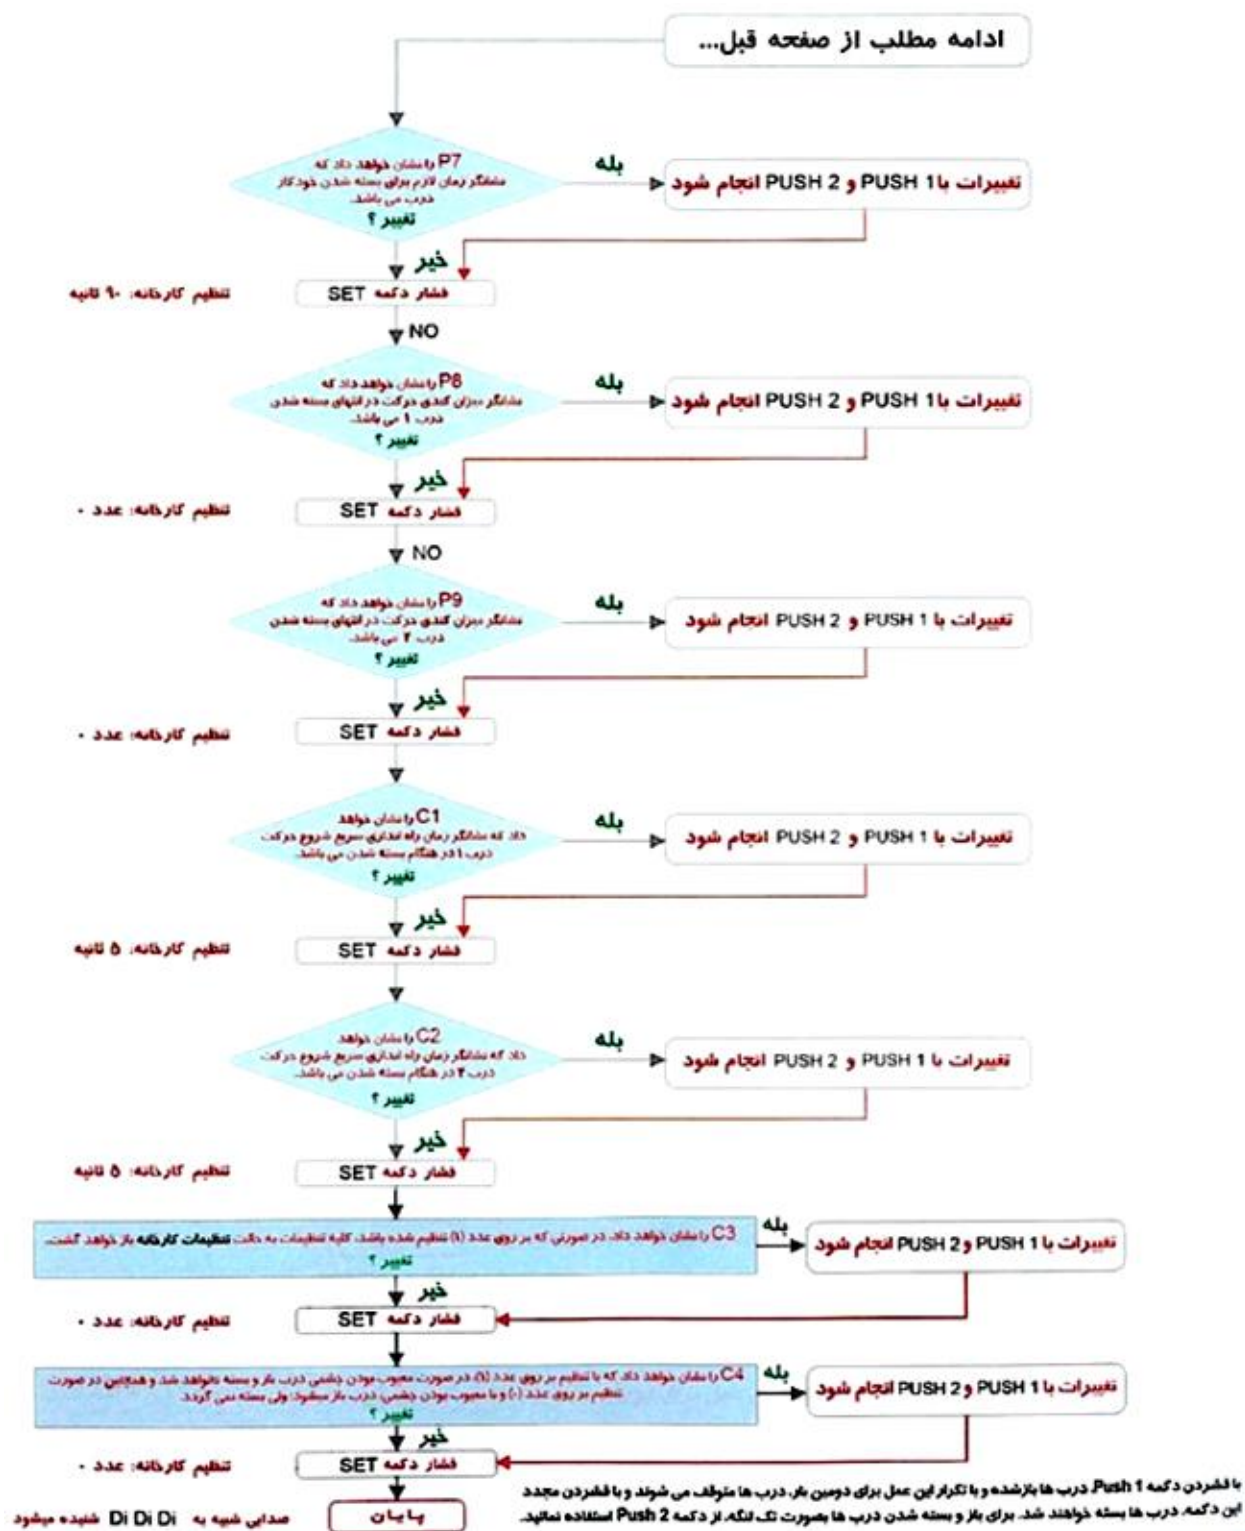 ادامه مطلب از صفحه قبل...
P7 را نشان خواهد داد که
نشانگر زمان لازم برای بسته شدن خودکار
درب می باشد.
تغییر ؟
بله
تغییرات با PUSH 1 و PUSH 2 انجام شود
خیر
فشار دکمه SET
تنظیم کارخانه: ۹۰ ثانیه
NO
P8 را نشان خواهد داد که
نشانگر میزان کندی حرکت در انتهای بسته شدن
درب ۱ می باشد.
تغییر ؟
بله
تغییرات با PUSH 1 و PUSH 2 انجام شود
خیر
فشار دکمه SET
تنظیم کارخانه: عدد ۰
NO
P9 را نشان خواهد داد که
نشانگر میزان کندی حرکت در انتهای بسته شدن
درب ۲ می باشد.
تغییر ؟
بله
تغییرات با PUSH 1 و PUSH 2 انجام شود
خیر
فشار دکمه SET
تنظیم کارخانه: عدد ۰
C1 را نشان خواهد
داد که نشانگر زمان راه اندازی سریع شروع حرکت
درب ۱ در هنگام بسته شدن می باشد.
تغییر ؟
بله
تغییرات با PUSH 1 و PUSH 2 انجام شود
خیر
فشار دکمه SET
تنظیم کارخانه: ۵ ثانیه
C2 را نشان خواهد
داد که نشانگر زمان راه اندازی سریع شروع حرکت
درب ۲ در هنگام بسته شدن می باشد.
تغییر ؟
بله
تغییرات با PUSH 1 و PUSH 2 انجام شود
خیر
فشار دکمه SET
تنظیم کارخانه: ۵ ثانیه
C3 را نشان خواهد داد. در صورتی که بر روی عدد (۱) تنظیم شده باشد. کلیه تنظیمات به حالت تنظیمات کارخانه باز خواهد گشت.
تغییر ؟
بله
تغییرات با PUSH 1 و PUSH 2 انجام شود
خیر
فشار دکمه SET
تنظیم کارخانه: عدد ۰
C4 را نشان خواهد داد که با تنظیم بر روی عدد (۱)، در صورت معیوب بودن چشمی درب باز و بسته نخواهد شد و همچنین در صورت
تنظیم بر روی عدد (۰) و با معیوب بودن چشمی، درب باز میشود ولی بسته نمی گردد.
تغییر ؟
بله
تغییرات با PUSH 1 و PUSH 2 انجام شود
خیر
فشار دکمه SET
تنظیم کارخانه: عدد ۰
پایان
صدایی شبیه به Di Di Di شنیده میشود
با فشردن دکمه Push 1، درب ها باز شده و با تکرار این عمل برای دومین بار، درب ها متوقف می شوند و با فشردن مجدد
این دکمه، درب ها بسته خواهند شد. برای باز و بسته شدن درب ها بصورت تک لنگه، از دکمه Push 2 استفاده نمائید.